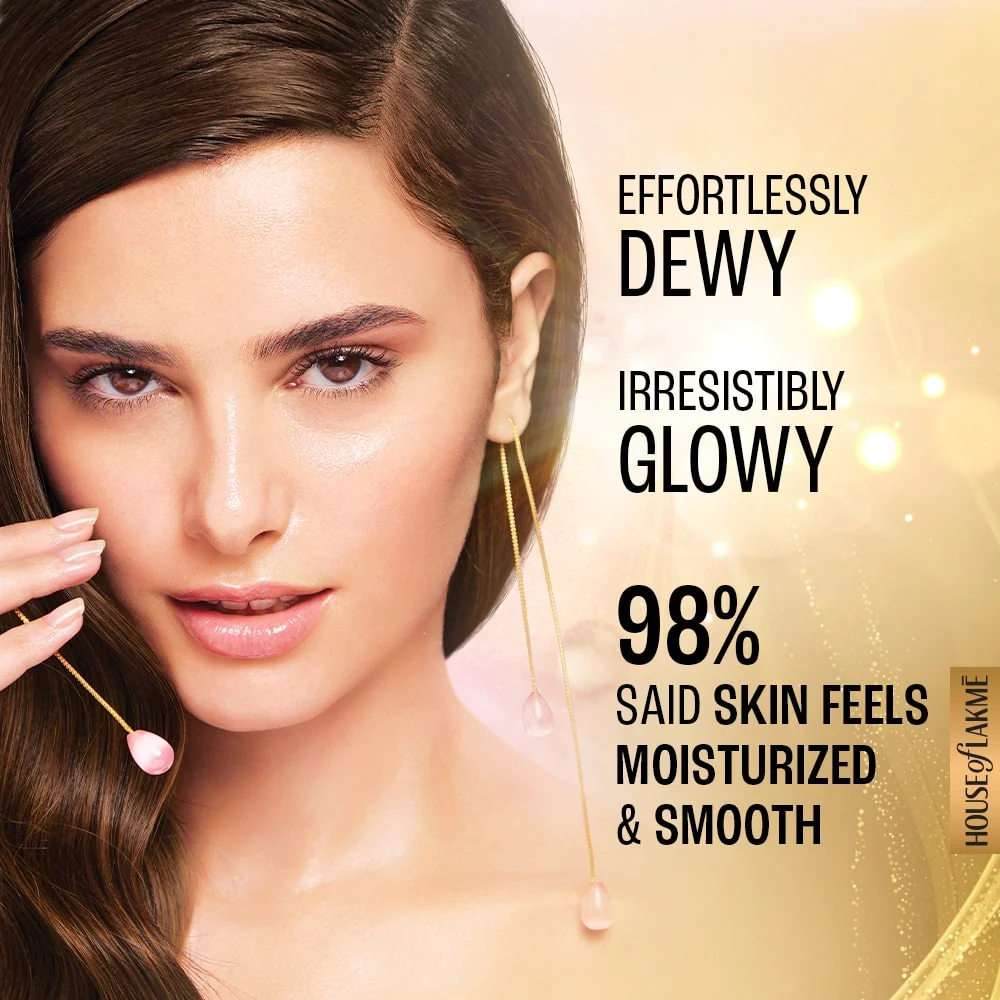 EFFORTLESSLY
DEWY
IRRESISTIBLY
GLOWY
98%
SAID SKIN FEELS
MOISTURIZED
& SMOOTH
HOUSE of LAKMĒ